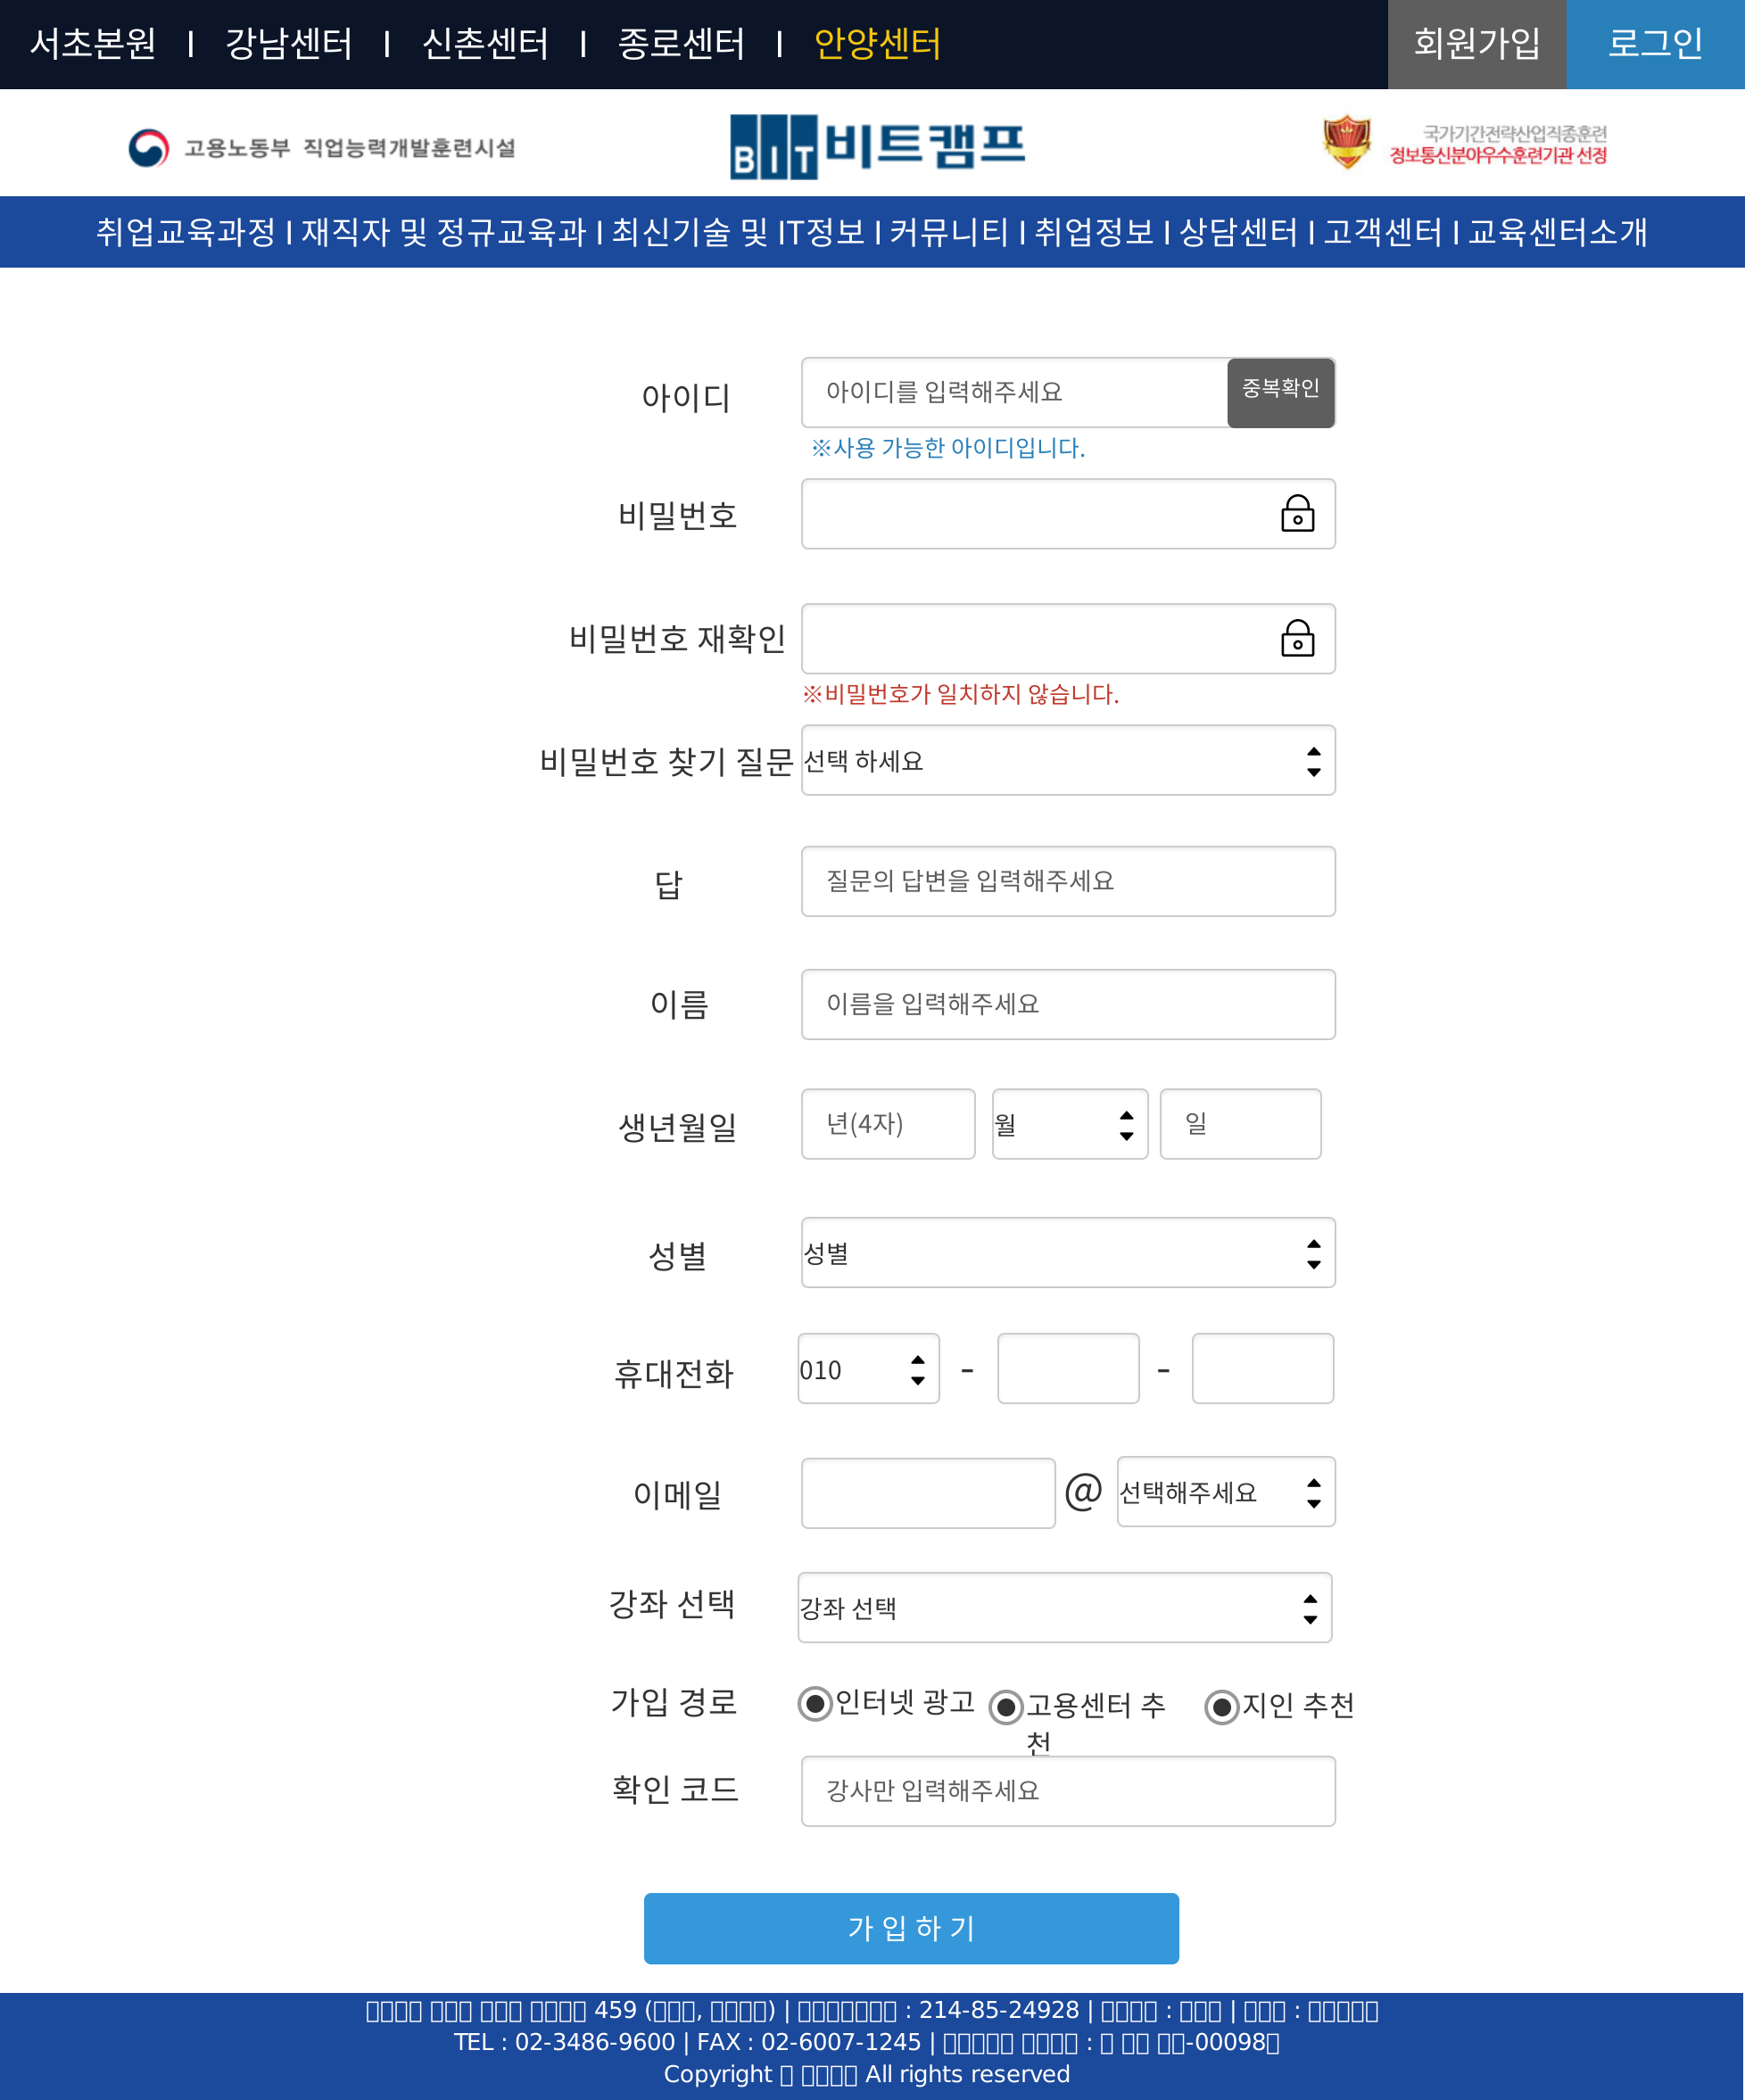 서초본원 ㅣ 강남센터 ㅣ 신촌센터 ㅣ 종로센터 ㅣ 안양센터
회원가입
로그인
고용노동부 직업능력개발훈련시설
BIT 비트캠프
국가기간전략산업직종훈련
정보통신분야우수훈련기관 선정
취업교육과정 ㅣ 재직자 및 정규교육과 ㅣ 최신기술 및 IT정보 ㅣ 커뮤니티 ㅣ 취업정보 ㅣ 상담센터 ㅣ 고객센터 ㅣ 교육센터소개
아이디
아이디를 입력해주세요
중복확인
※사용 가능한 아이디입니다.
비밀번호
비밀번호 재확인
※비밀번호가 일치하지 않습니다.
비밀번호 찾기 질문
선택 하세요
답
질문의 답변을 입력해주세요
이름
이름을 입력해주세요
생년월일
년(4자)
월
일
성별
성별
휴대전화
010
-
-
이메일
@
선택해주세요
강좌 선택
강좌 선택
가입 경로
인터넷 광고
고용센터 추
천
지인 추천
확인 코드
강사만 입력해주세요
가 입 하 기
459 ( , ) | : 214-85-24928 | : | :
TEL : 02-3486-9600 | FAX : 02-6007-1245 | : -00098
Copyright All rights reserved